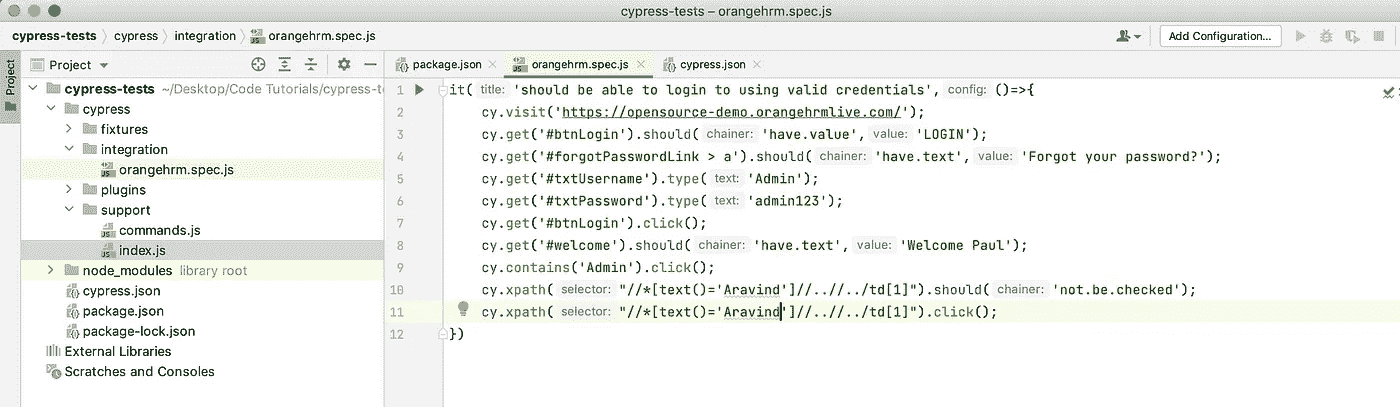 cypress-tests – orangehrm.spec.js
cypress-tests cypress integration orangehrm.spec.js Add Configuration...
Project
Project package.json orangehrm.spec.js cypress.json
cypress-tests ~/Desktop/Code Tutorials/cypress-t
cypress
fixtures
integration
orangehrm.spec.js
plugins
support
commands.js
index.js
node_modules library root
cypress.json
package.json
package-lock.json
External Libraries
Scratches and Consoles
1 it( title: 'should be able to login to using valid credentials', config: ()=>{
2 cy.visit('https://opensource-demo.orangehrmlive.com/');
3 cy.get('#btnLogin').should( chainer: 'have.value', value: 'LOGIN');
4 cy.get('#forgotPasswordLink > a').should( chainer: 'have.text', value: 'Forgot your password?');
5 cy.get('#txtUsername').type( text: 'Admin');
6 cy.get('#txtPassword').type( text: 'admin123');
7 cy.get('#btnLogin').click();
8 cy.get('#welcome').should( chainer: 'have.text', value: 'Welcome Paul');
9 cy.contains('Admin').click();
10 cy.xpath( selector: "//*[text()='Aravind']//..//../td[1]").should( chainer: 'not.be.checked');
11 cy.xpath( selector: "//*[text()='Aravind']//..//../td[1]").click();
12 })